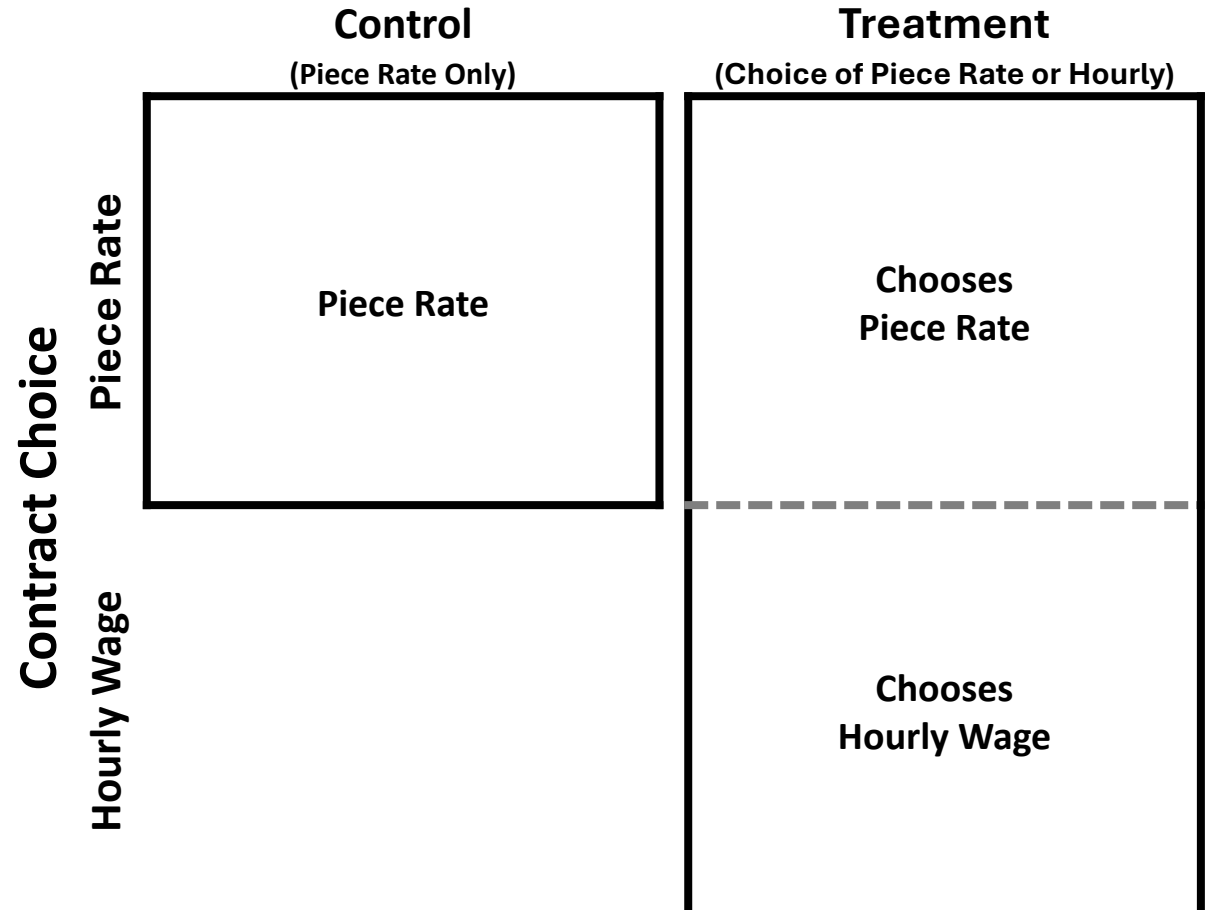 Control
(Piece Rate Only)
Treatment
(Choice of Piece Rate or Hourly)
Contract Choice
Piece Rate
Hourly Wage
Piece Rate
Chooses
Piece Rate
Chooses
Hourly Wage